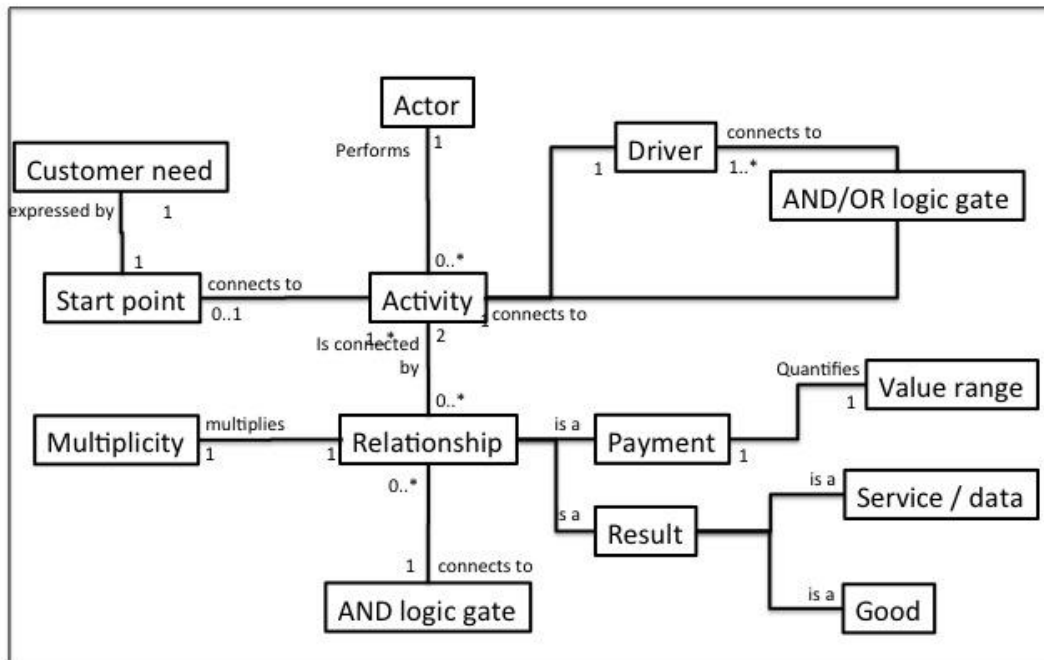 Actor
1
Performs
0..*
Customer need
expressed by
1
1
Start point
connects to
0..1
Driver
1
connects to
1..*
AND/OR logic gate
Activity
1
connects to
1..*
2
Is connected
by
0..*
Multiplicity
multiplies
1
1
Relationship
0..*
1
connects to
AND logic gate
is a
Payment
1
Quantifies
1
Value range
s a
Result
is a
Service / data
is a
Good